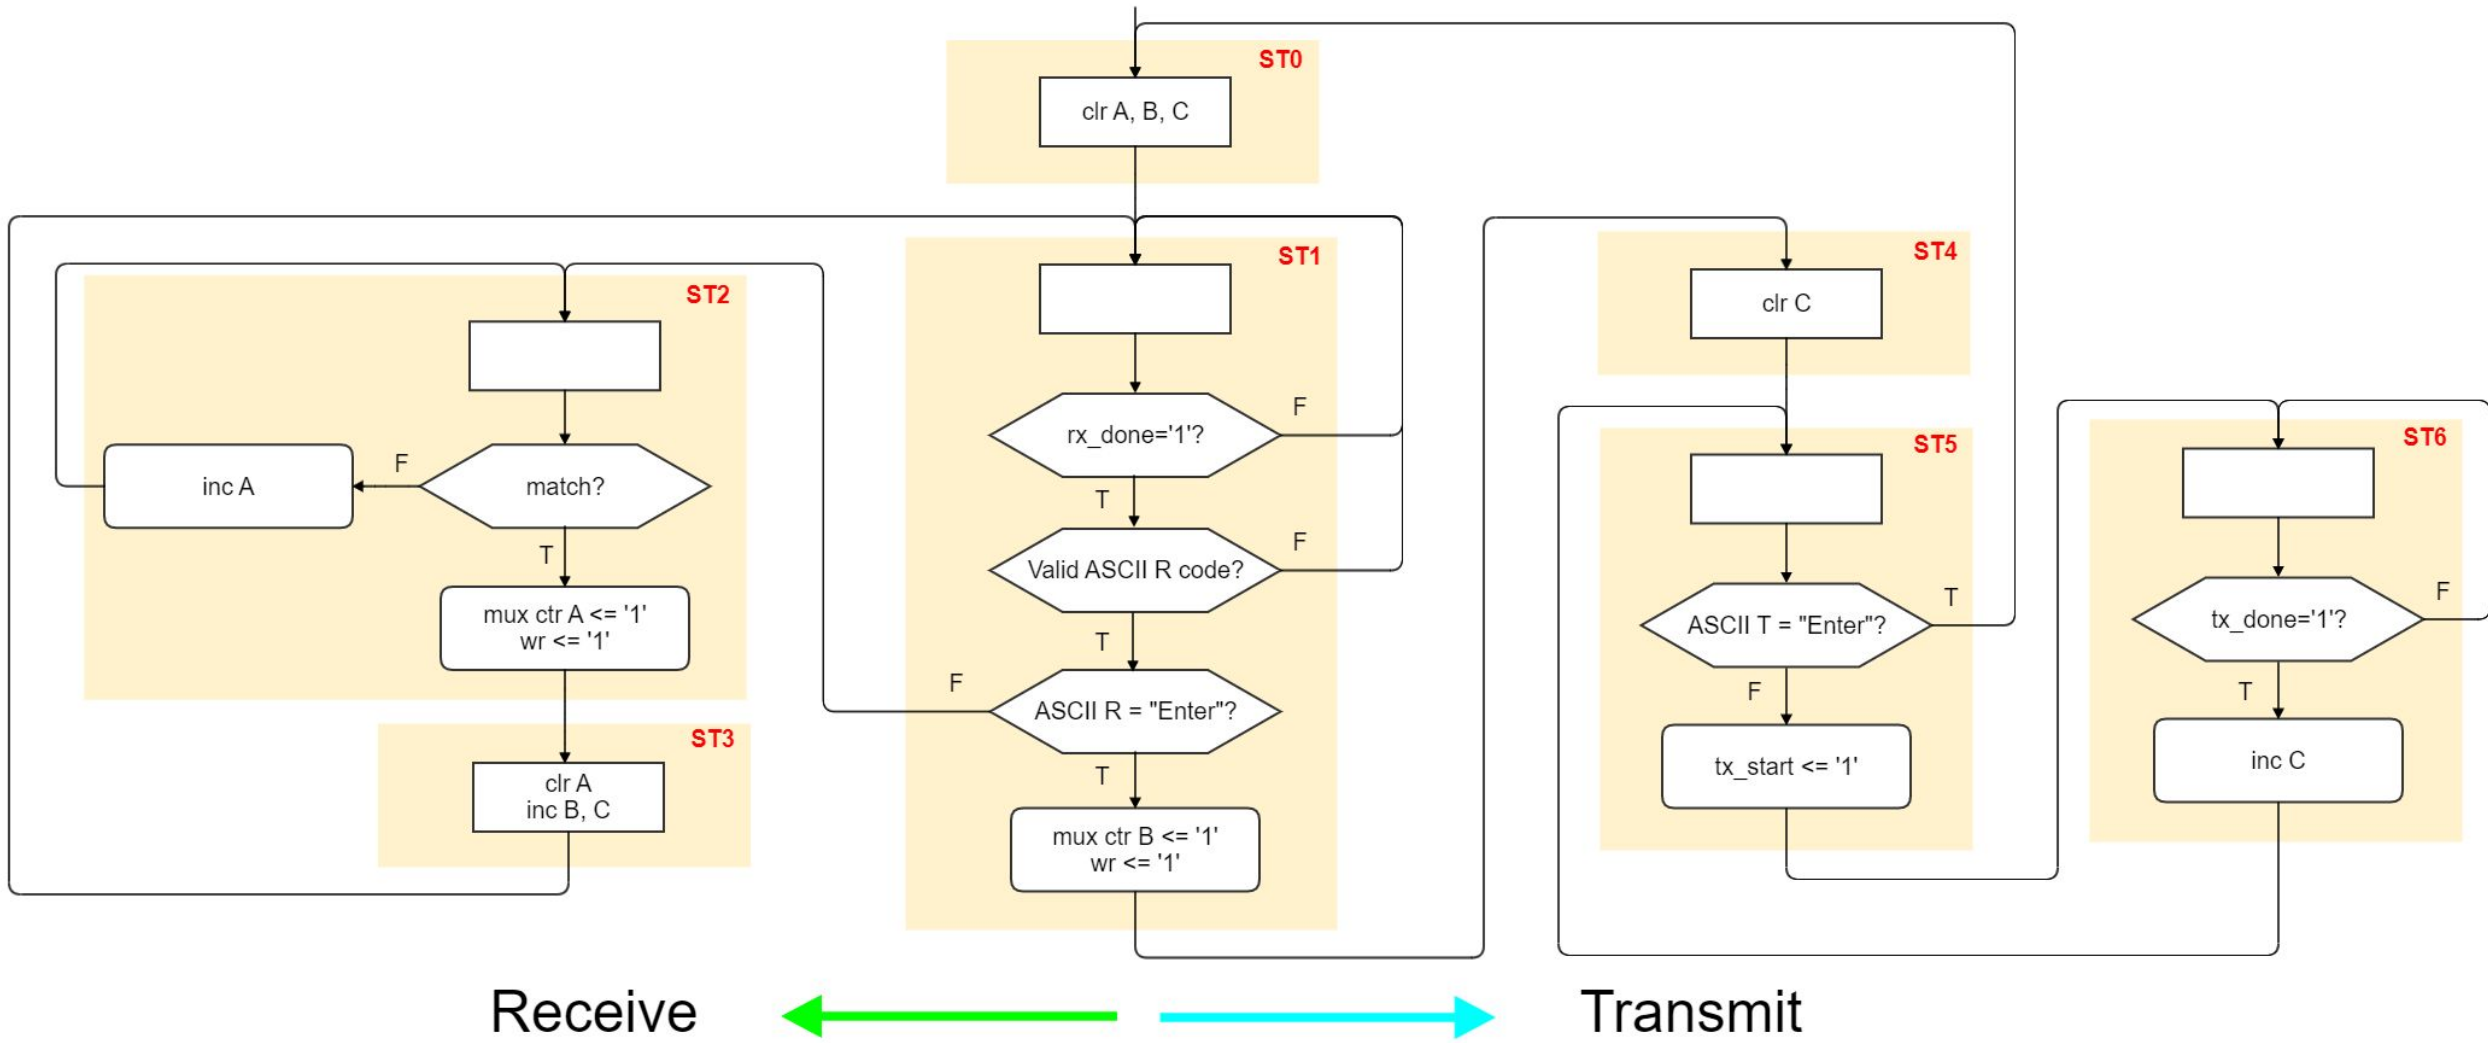 ST0
clr A, B, C
ST1
rx_done='1'?
F
T
Valid ASCII R code?
F
T
ASCII R = "Enter"?
F
T
mux ctr B <= '1'
wr <= '1'
ST2
match?
F
inc A
T
mux ctr A <= '1'
wr <= '1'
ST3
clr A
inc B, C
ST4
clr C
ST5
ASCII T = "Enter"?
T
F
tx_start <= '1'
ST6
tx_done='1'?
F
T
inc C
Receive
Transmit